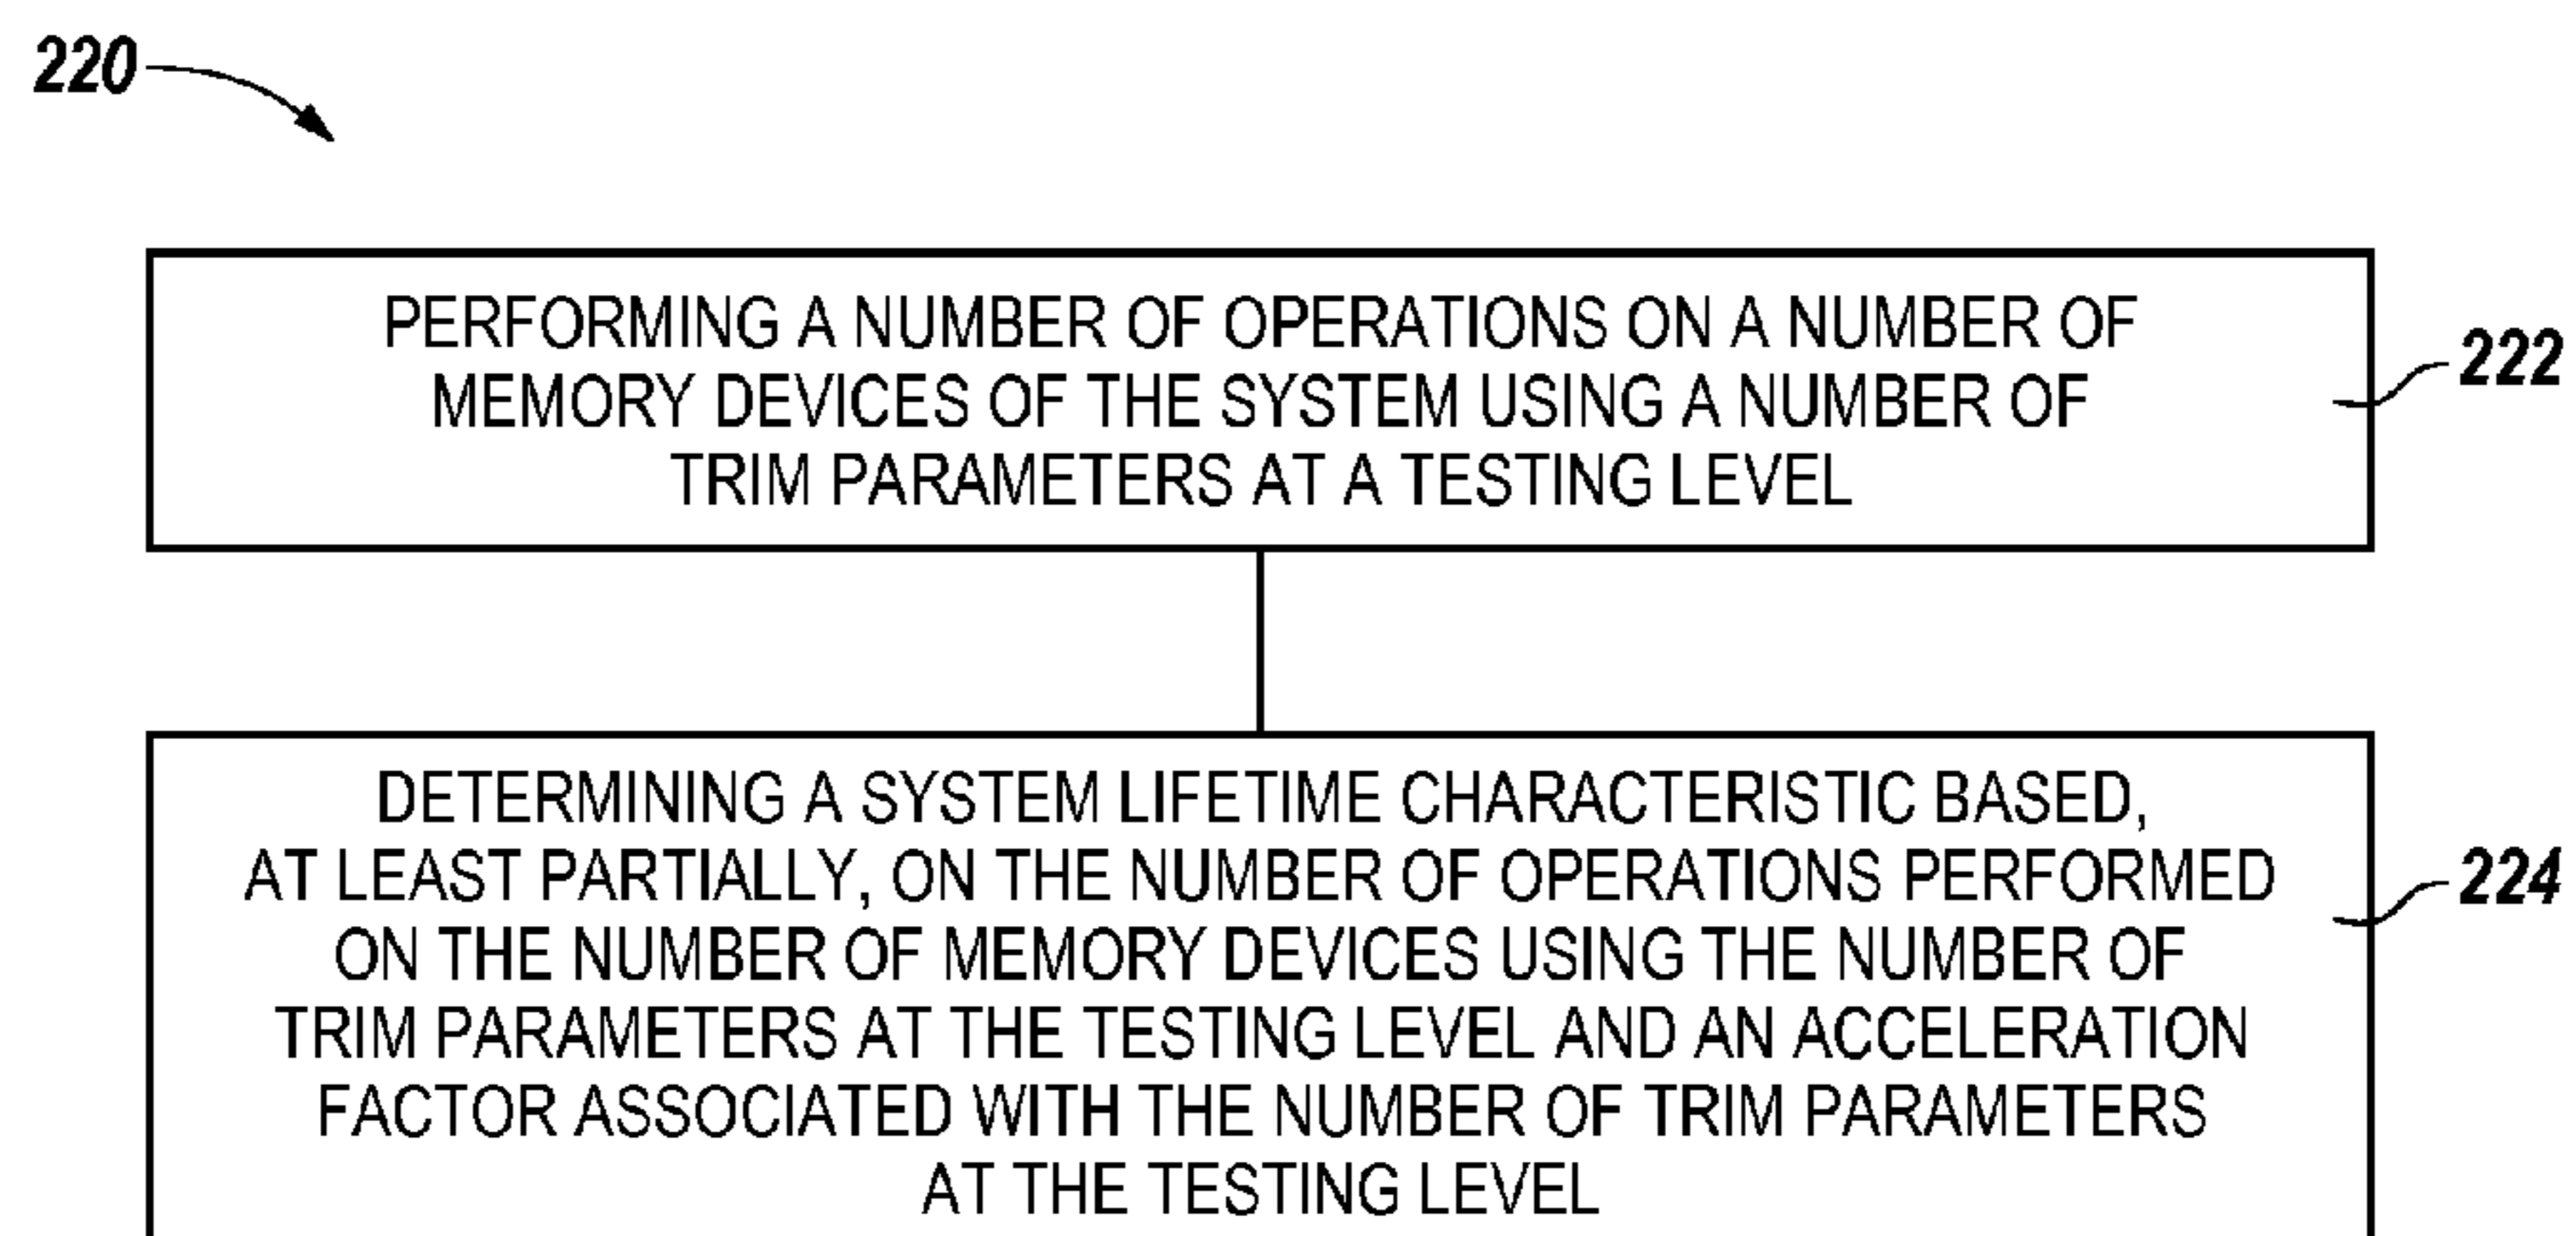 220
PERFORMING A NUMBER OF OPERATIONS ON A NUMBER OF
MEMORY DEVICES OF THE SYSTEM USING A NUMBER OF
TRIM PARAMETERS AT A TESTING LEVEL
222
DETERMINING A SYSTEM LIFETIME CHARACTERISTIC BASED,
AT LEAST PARTIALLY, ON THE NUMBER OF OPERATIONS PERFORMED
ON THE NUMBER OF MEMORY DEVICES USING THE NUMBER OF
TRIM PARAMETERS AT THE TESTING LEVEL AND AN ACCELERATION
FACTOR ASSOCIATED WITH THE NUMBER OF TRIM PARAMETERS
AT THE TESTING LEVEL
224